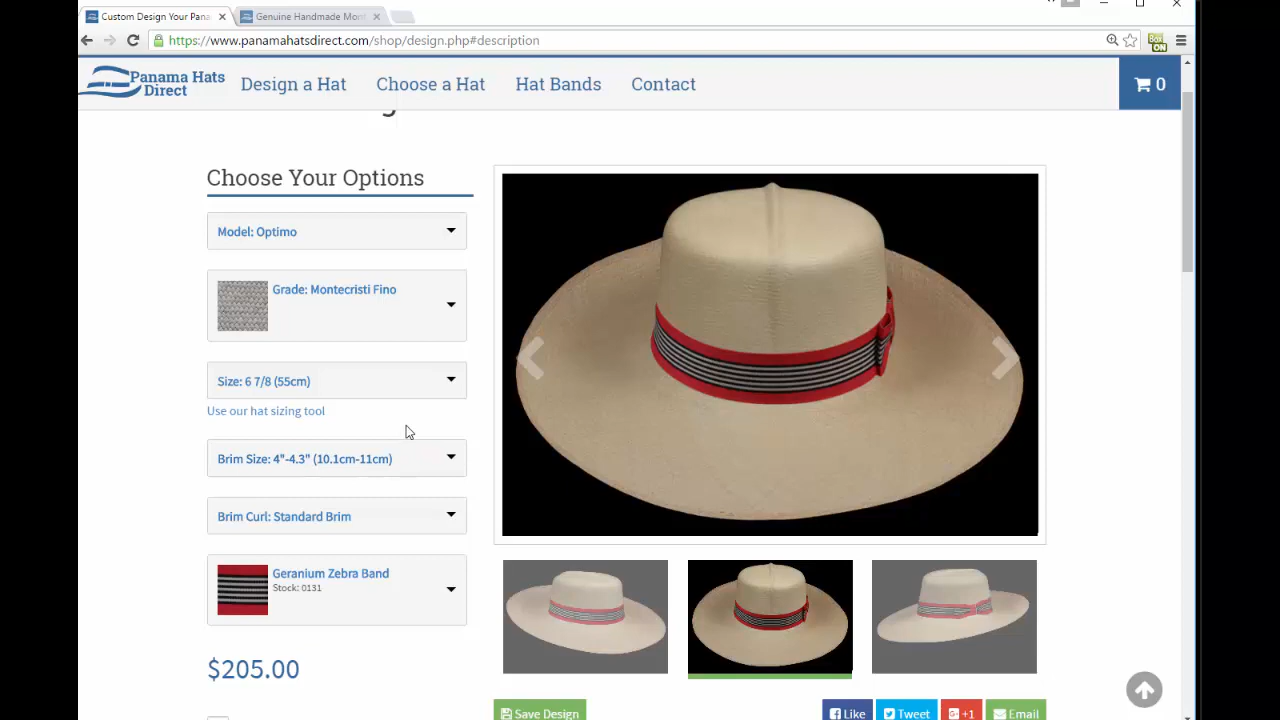 Custom Design Your Pana
Genuine Handmade Mont
https://www.panamahatsdirect.com/shop/design.php#description
Box
ON
Panama Hats
Direct
Design a Hat
Choose a Hat
Hat Bands
Contact
0
Choose Your Options
Model: Optimo
Grade: Montecristi Fino
Size: 6 7/8 (55cm)
Use our hat sizing tool
Brim Size: 4"-4.3" (10.1cm-11cm)
Brim Curl: Standard Brim
Geranium Zebra Band
Stock: 0131
$205.00
Save Design
Like
Tweet
+1
Email